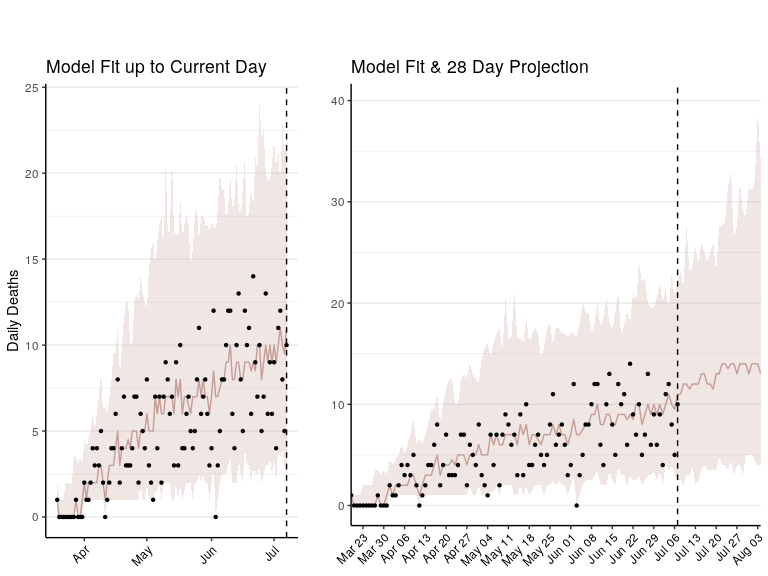 Model Fit up to Current Day
Model Fit & 28 Day Projection
Daily Deaths
25
20
15
10
5
0
Apr
May
Jun
Jul
40
30
20
10
0
Mar 23
Mar 30
Apr 06
Apr 13
Apr 20
Apr 27
May 04
May 11
May 18
May 25
Jun 01
Jun 08
Jun 15
Jun 22
Jun 29
Jul 06
Jul 13
Jul 20
Jul 27
Aug 03